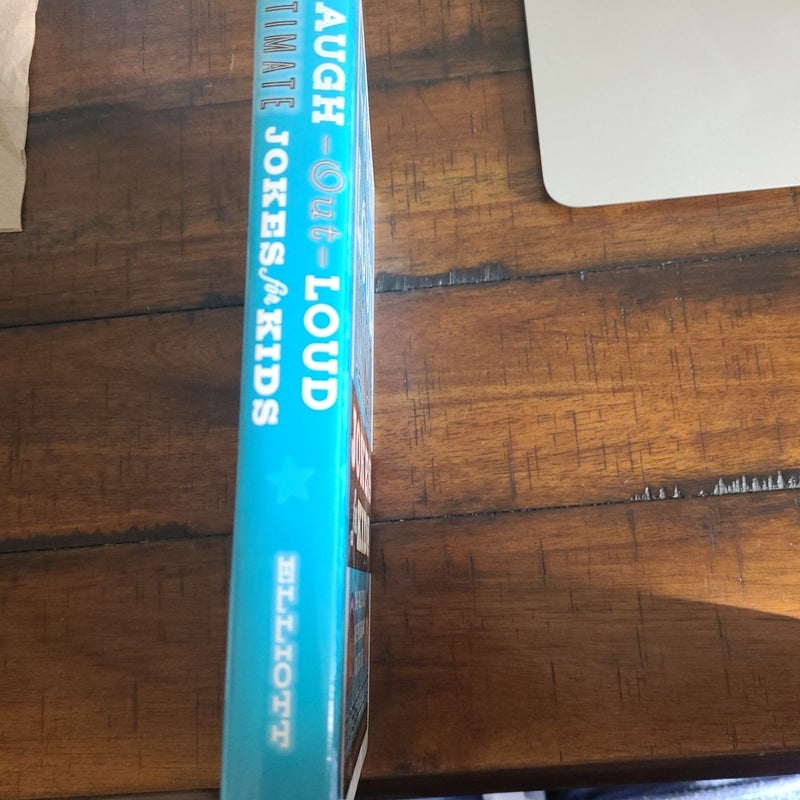 AUGH -Out- LOUD
TIMATE JOKES for KIDS
ELLIOTT